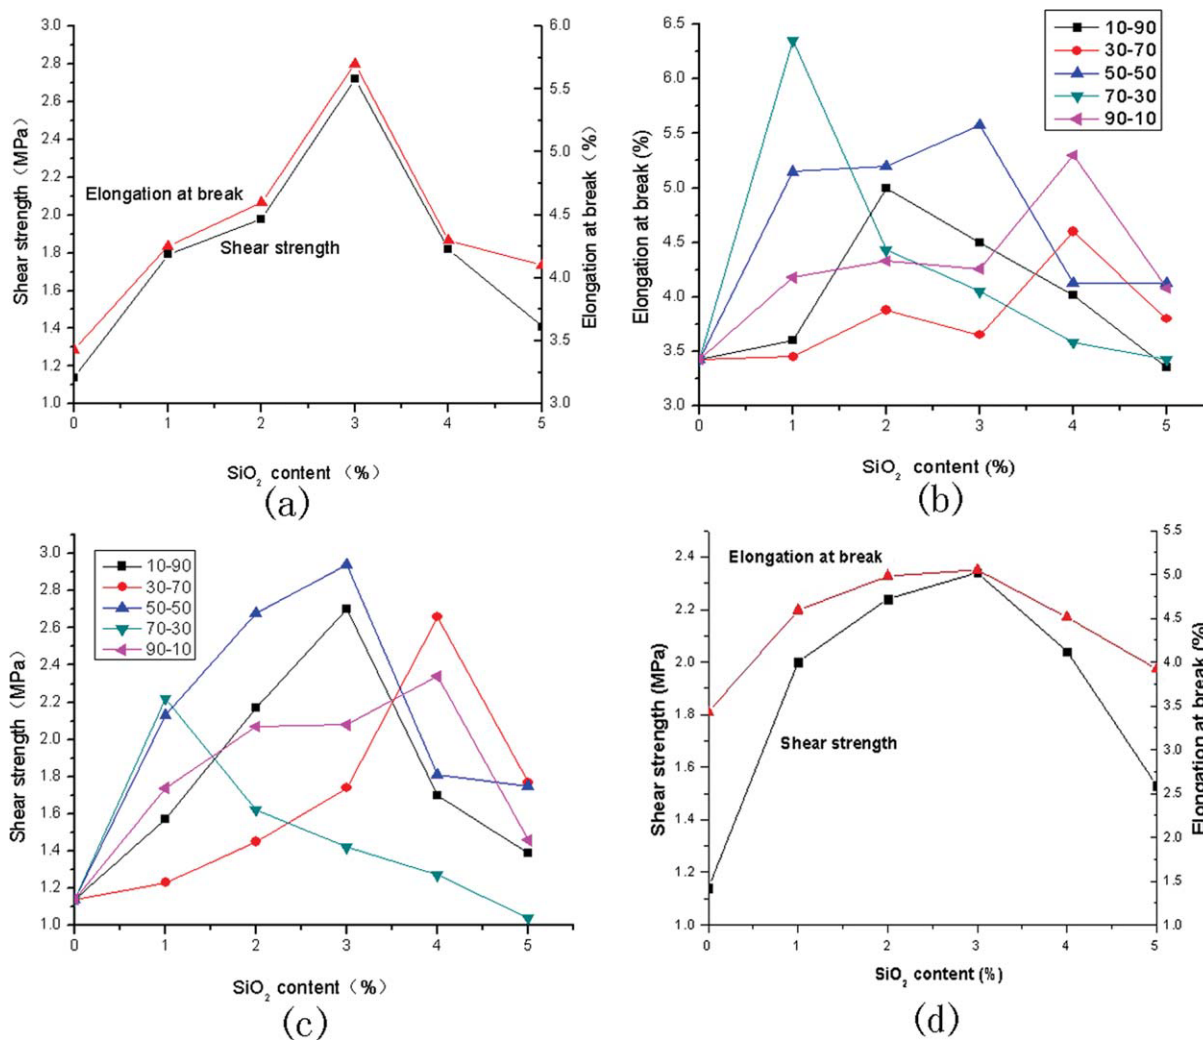 3.0
2.8
2.6
2.4
2.2
2.0
1.8
1.6
1.4
1.2
1.0
Shear strength（MPa）
6.0
5.5
5.0
4.5
4.0
3.5
3.0
Elongation at break（%）
Elongation at break
Shear strength
0 1 2 3 4 5
SiO₂ content（%）
(a)
6.5
6.0
5.5
5.0
4.5
4.0
3.5
3.0
Elongation at break (%)
10-90
30-70
50-50
70-30
90-10
0 1 2 3 4 5
SiO₂ content (%)
(b)
3.0
2.8
2.6
2.4
2.2
2.0
1.8
1.6
1.4
1.2
1.0
Shear strength（MPa）
10-90
30-70
50-50
70-30
90-10
0 1 2 3 4 5
SiO₂ content（%）
(c)
2.4
2.2
2.0
1.8
1.6
1.4
1.2
1.0
Shear strength (MPa)
5.5
5.0
4.5
4.0
3.5
3.0
2.5
2.0
1.5
1.0
Elongation at break (%)
Elongation at break
Shear strength
0 1 2 3 4 5
SiO₂ content (%)
(d)